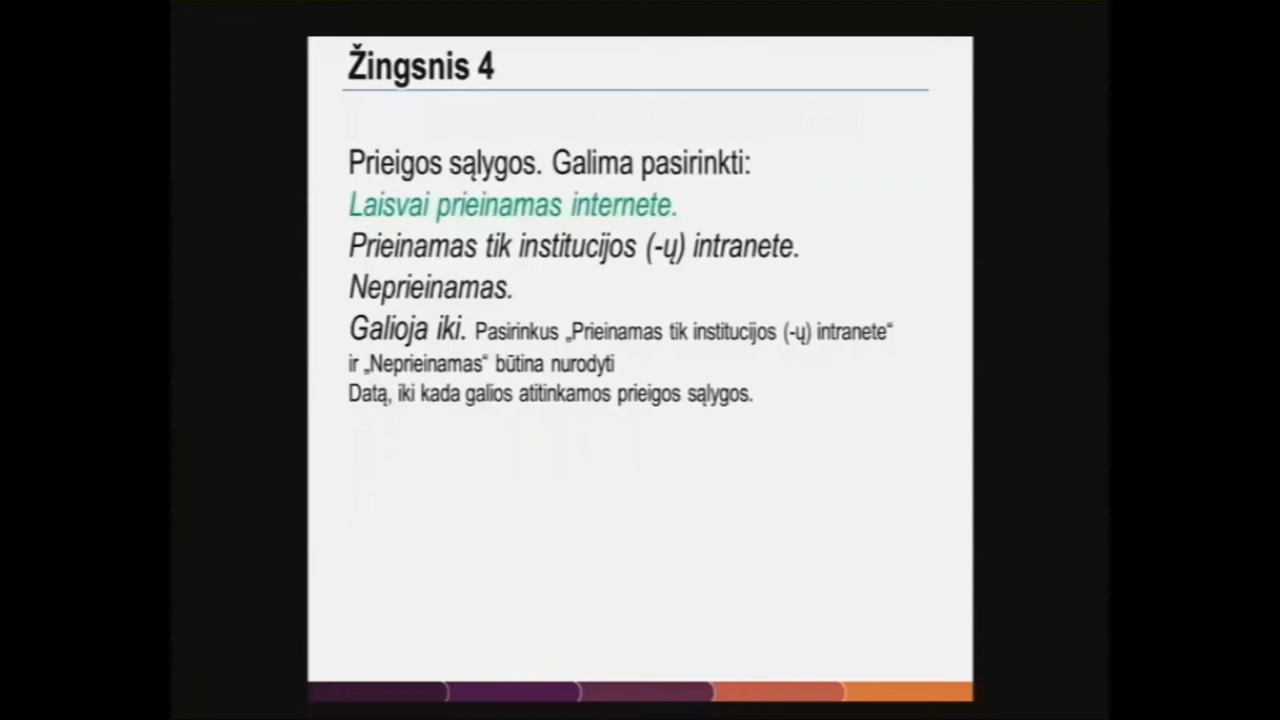 Žingsnis 4
Prieigos sąlygos. Galima pasirinkti:
Laisvai prieinamas internete.
Prieinamas tik institucijos (-ų) intranete.
Neprieinamas.
Galioja iki. Pasirinkus „Prieinamas tik institucijos (-ų) intranete“
ir „Neprieinamas“ būtina nurodyti
Datą, iki kada galios atitinkamos prieigos sąlygos.